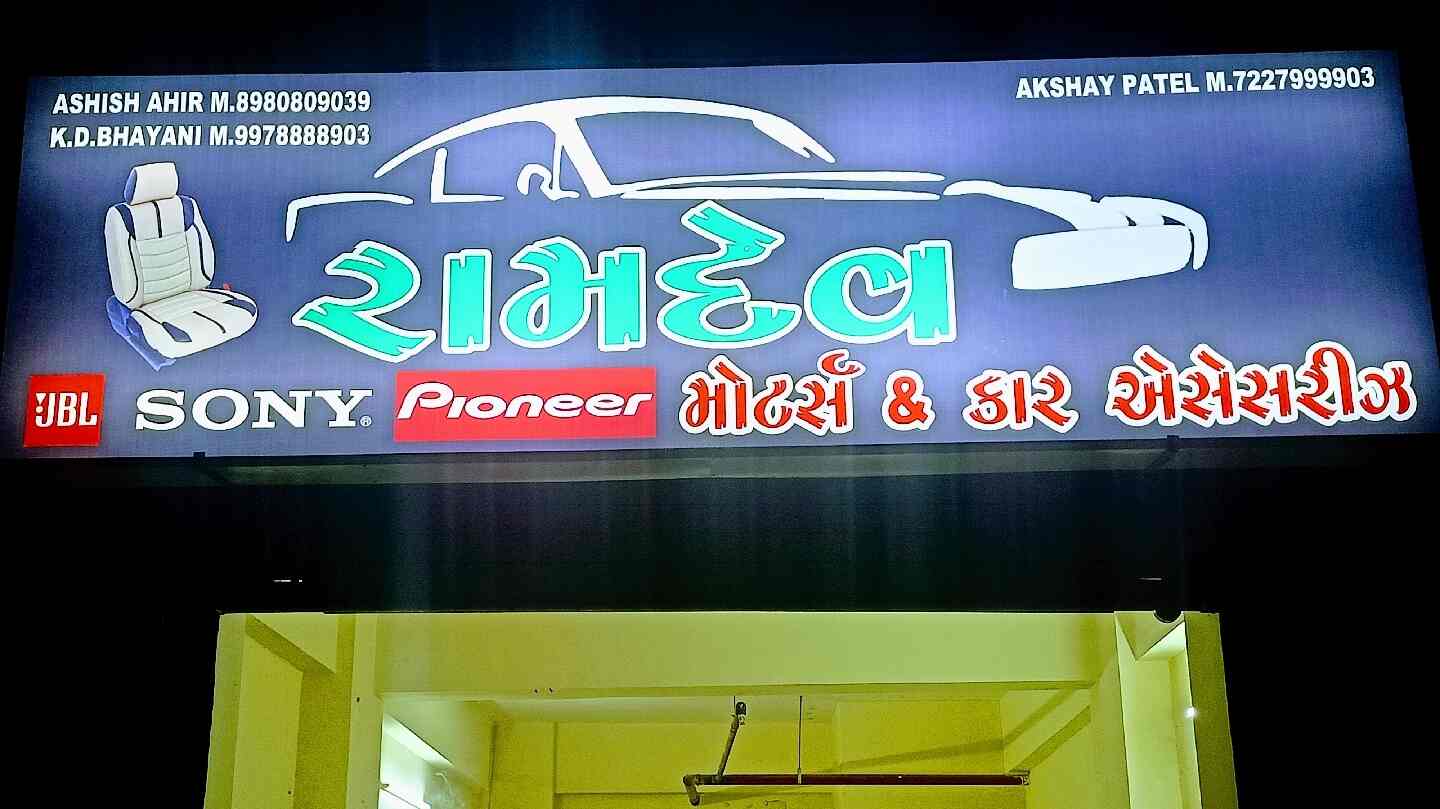 ASHISH AHIR M.8980809039
K.D.BHAYANI M.9978888903
AKSHAY PATEL M.7227999903
રામદેવ
JBL SONY® Pioneer મોટર્સ & કાર એસેસરીઝ